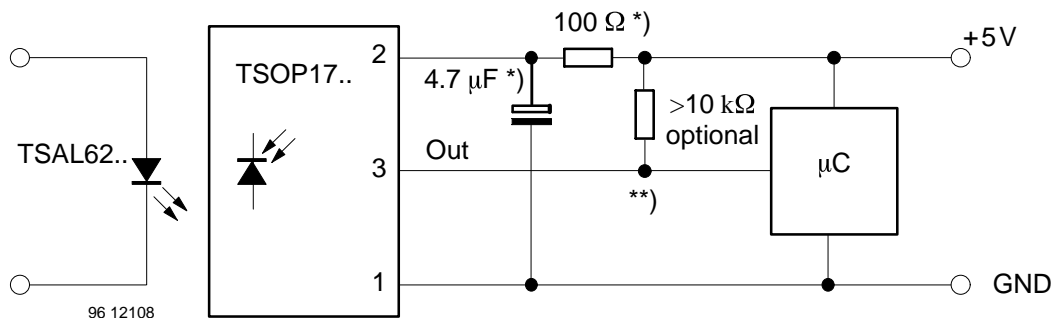 100 Ω *)
+5V
2
TSOP17..
4.7 μF *)
>10 kΩ
optional
TSAL62..
Out
3
μC
**)
1
GND
96 12108